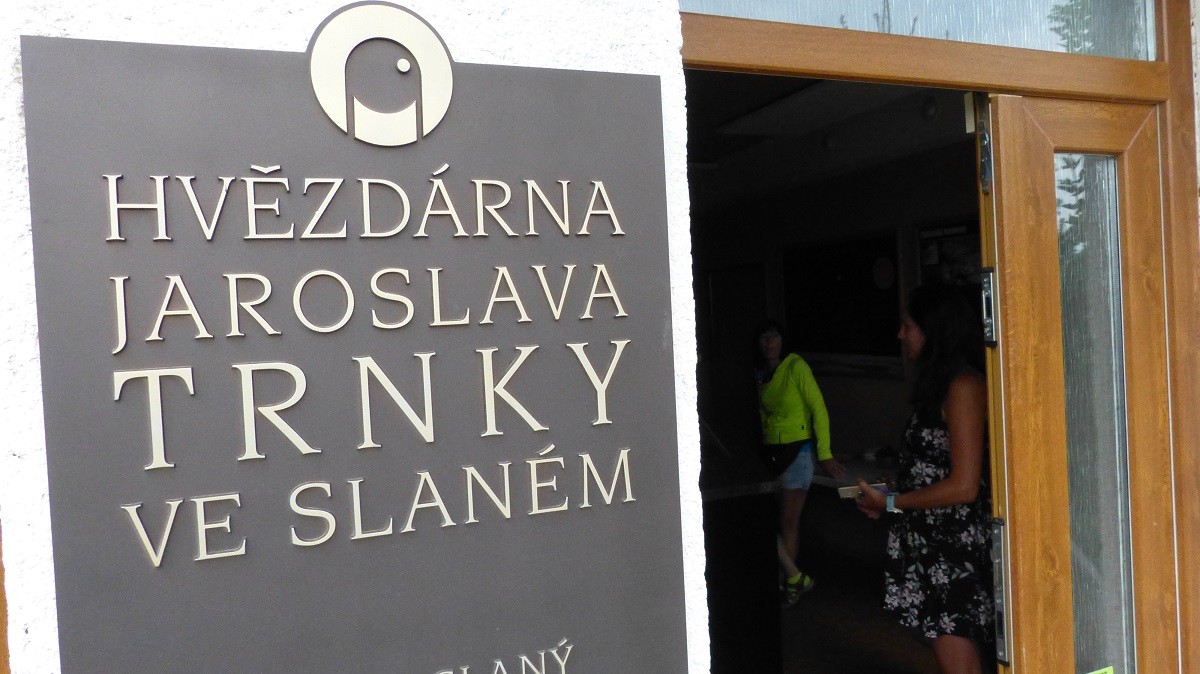 HVĚZDÁRNA
JAROSLAVA
TRNKY
VE SLANÉM